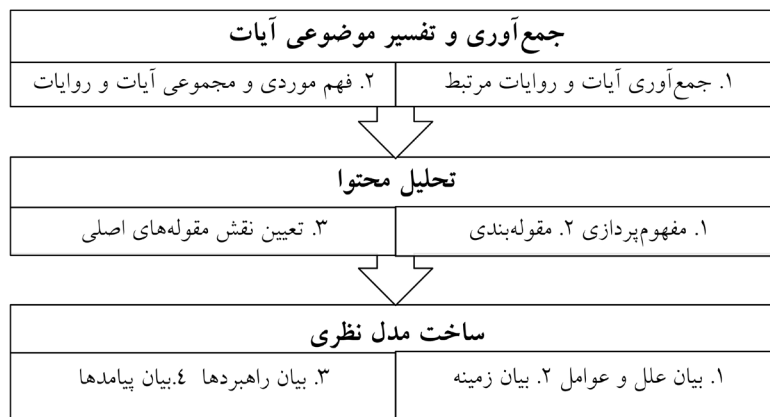 جمع‌آوری و تفسیر موضوعی آیات
۱. جمع‌آوری آیات و روایات مرتبط
۲. فهم موردی و مجموعی آیات و روایات
تحلیل محتوا
۱. مفهوم‌پردازی ۲. مقوله‌بندی
۳. تعیین نقش مقوله‌های اصلی
ساخت مدل نظری
۱. بیان علل و عوامل ۲. بیان زمینه
۳. بیان راهبردها ٤.بیان پیامدها